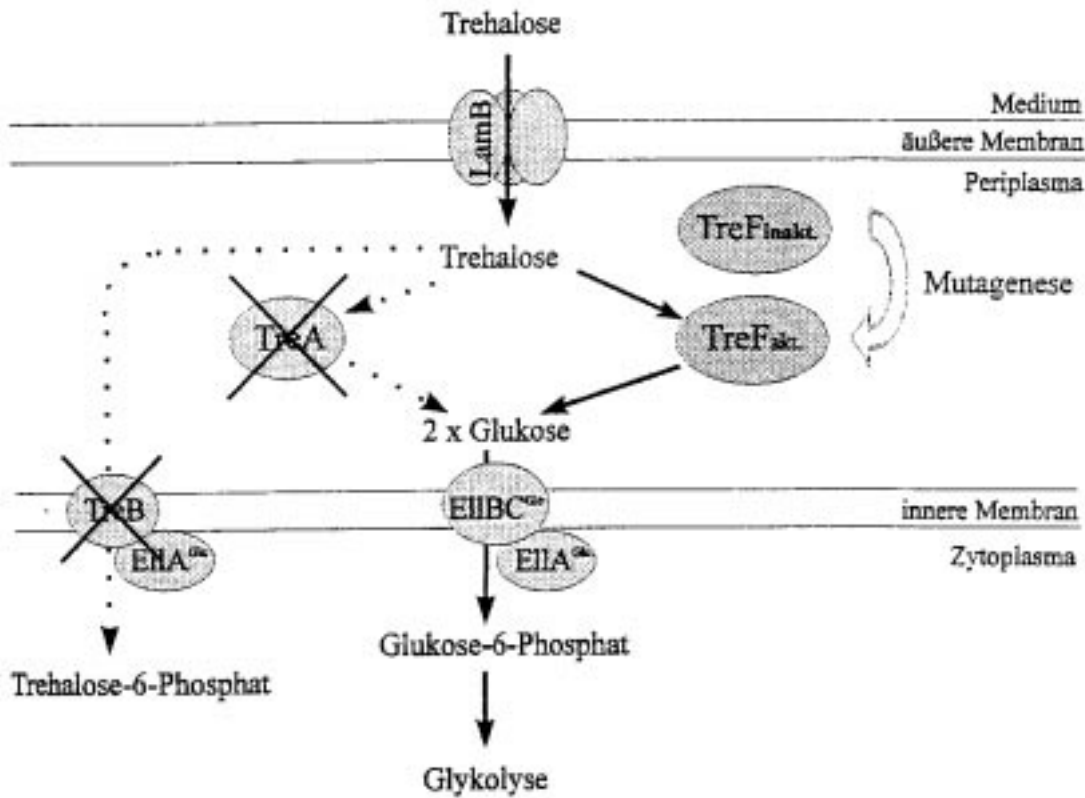 Trehalose
Medium
LamB
äußere Membran
Periplasma
TreFinakt.
Trehalose
Mutagenese
TreA
TreFakt.
2 x Glukose
TreB
EIIBCGlc
innere Membran
EIIAGlc
EIIAGlc
Zytoplasma
Glukose-6-Phosphat
Trehalose-6-Phosphat
Glykolyse